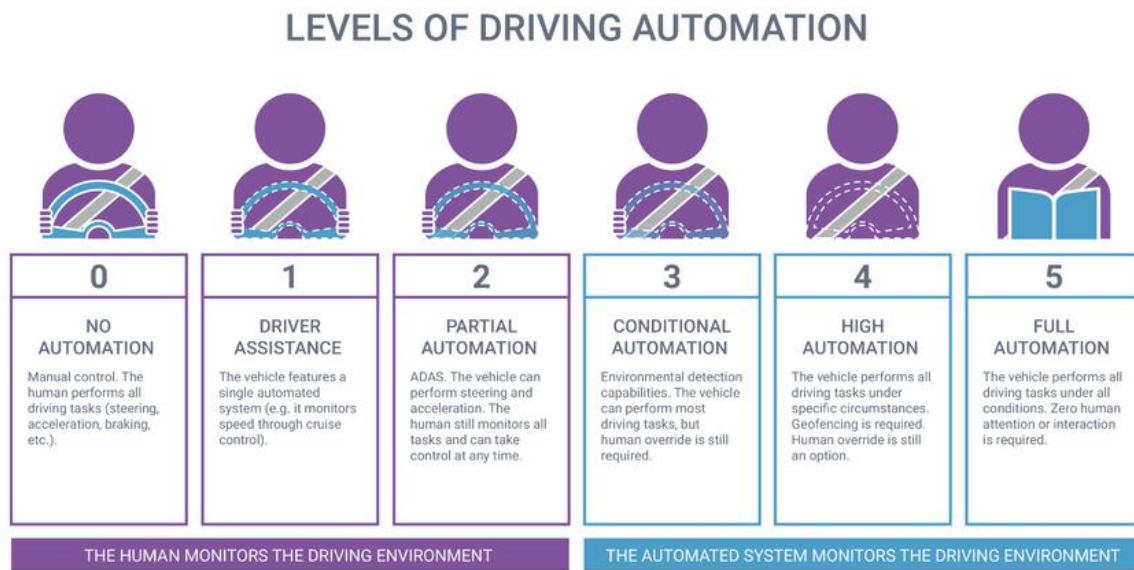 LEVELS OF DRIVING AUTOMATION
0
NO
AUTOMATION
Manual control. The
human performs all
driving tasks (steering,
acceleration, braking,
etc.).
1
DRIVER
ASSISTANCE
The vehicle features a
single automated
system (e.g. it monitors
speed through cruise
control).
2
PARTIAL
AUTOMATION
ADAS. The vehicle can
perform steering and
acceleration. The
human still monitors all
tasks and can take
control at any time.
3
CONDITIONAL
AUTOMATION
Environmental detection
capabilities. The vehicle
can perform most
driving tasks, but
human override is still
required.
4
HIGH
AUTOMATION
The vehicle performs all
driving tasks under
specific circumstances.
Geofencing is required.
Human override is still
an option.
5
FULL
AUTOMATION
The vehicle performs all
driving tasks under all
conditions. Zero human
attention or interaction
is required.
THE HUMAN MONITORS THE DRIVING ENVIRONMENT
THE AUTOMATED SYSTEM MONITORS THE DRIVING ENVIRONMENT